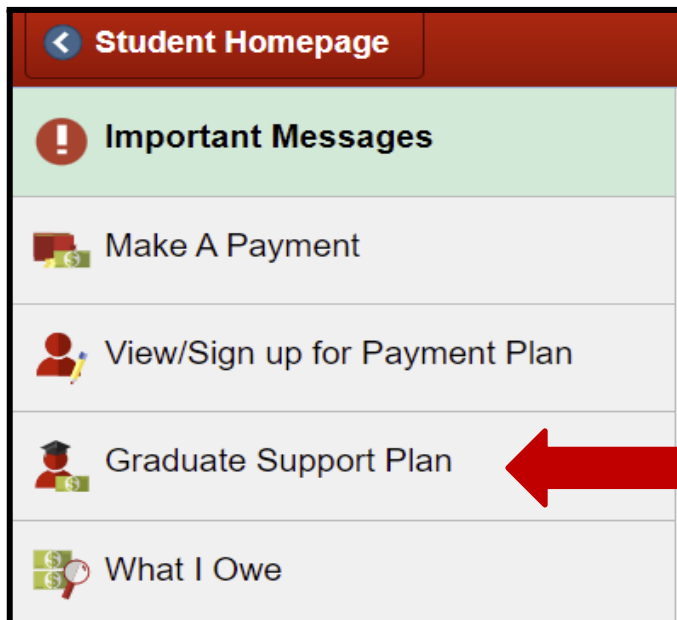 Student Homepage
Important Messages
Make A Payment
View/Sign up for Payment Plan
Graduate Support Plan
What I Owe